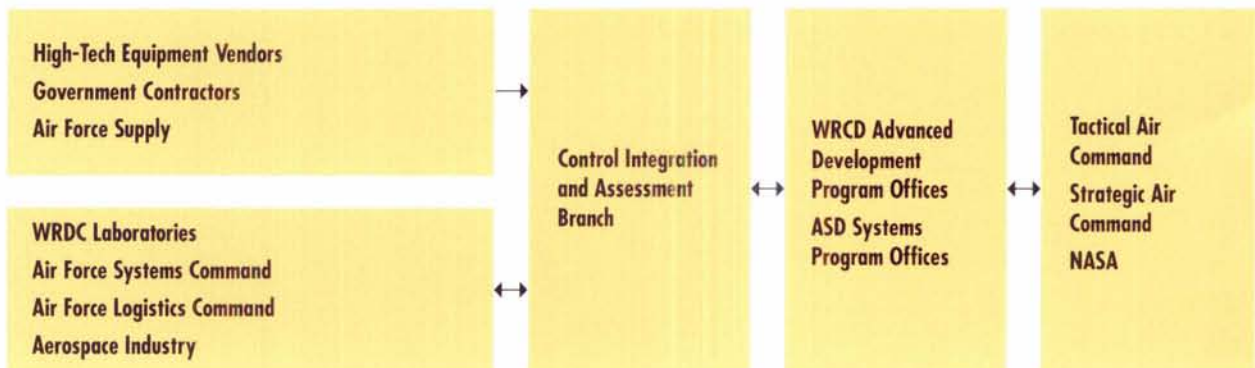 High-Tech Equipment Vendors
Government Contractors
Air Force Supply
WRDC Laboratories
Air Force Systems Command
Air Force Logistics Command
Aerospace Industry
Control Integration
and Assessment
Branch
WRCD Advanced
Development
Program Offices
ASD Systems
Program Offices
Tactical Air
Command
Strategic Air
Command
NASA